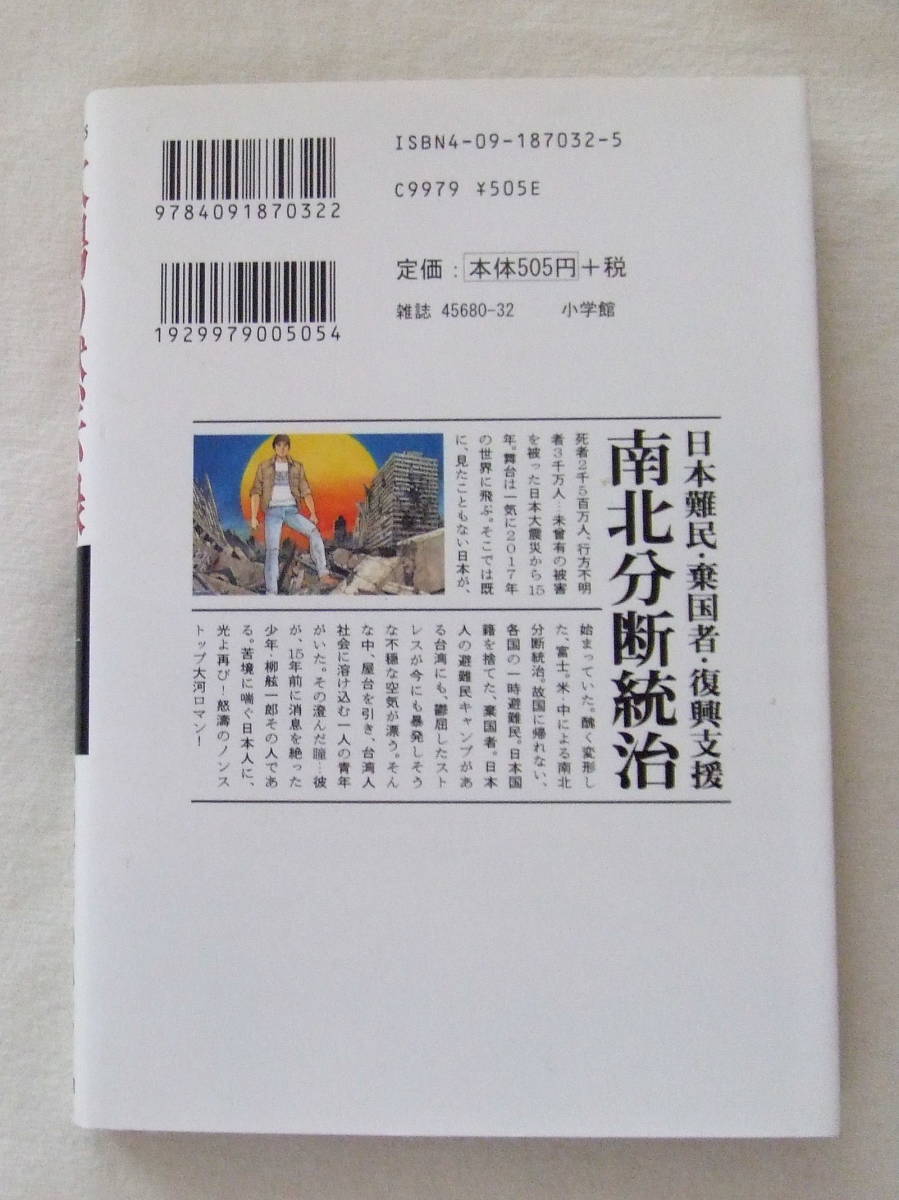 ISBN4-09-187032-5
C9979 ¥505E
9784091870322
定価：本体505円+税
雑誌 45680-32 小学館
1929979005054
日本難民・棄国者・復興支援
南北分断統治
死者2千5百万人、行方不明
者3千万人…未曾有の被害
を被った日本大震災から15
年。舞台は一気に2017年
の世界に飛ぶ。そこでは既
に、見たこともない日本が、
始まっていた。醜く変形し
た、富士。米・中による南北
分断統治。故国に帰れない、
各国の一時避難民。日本国
籍を捨てた、棄国者。日本
人の避難民キャンプがあ
る台湾にも、鬱屈したスト
レスが今にも暴発しそう
な不穏な空気が漂う。そん
な中、屋台を引き、台湾人
社会に溶け込む一人の青年
がいた。その澄んだ瞳…彼
が、15年前に消息を絶った
少年・柳舷一郎その人であ
る。苦境に喘ぐ日本人に、
光よ再び！怒濤のノンス
トップ大河ロマン！